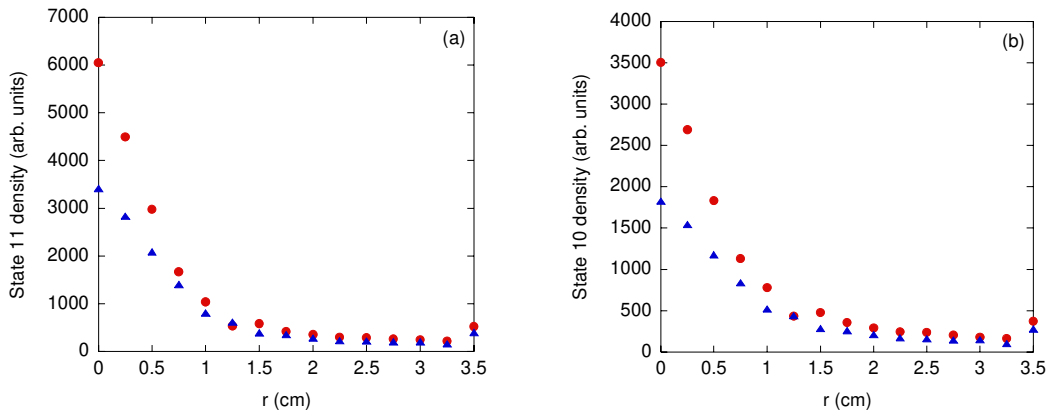 7000
6000
5000
4000
3000
2000
1000
0
State 11 density (arb. units)
(a)
0 0.5 1 1.5 2 2.5 3 3.5
r (cm)
4000
3500
3000
2500
2000
1500
1000
500
0
State 10 density (arb. units)
(b)
0 0.5 1 1.5 2 2.5 3 3.5
r (cm)